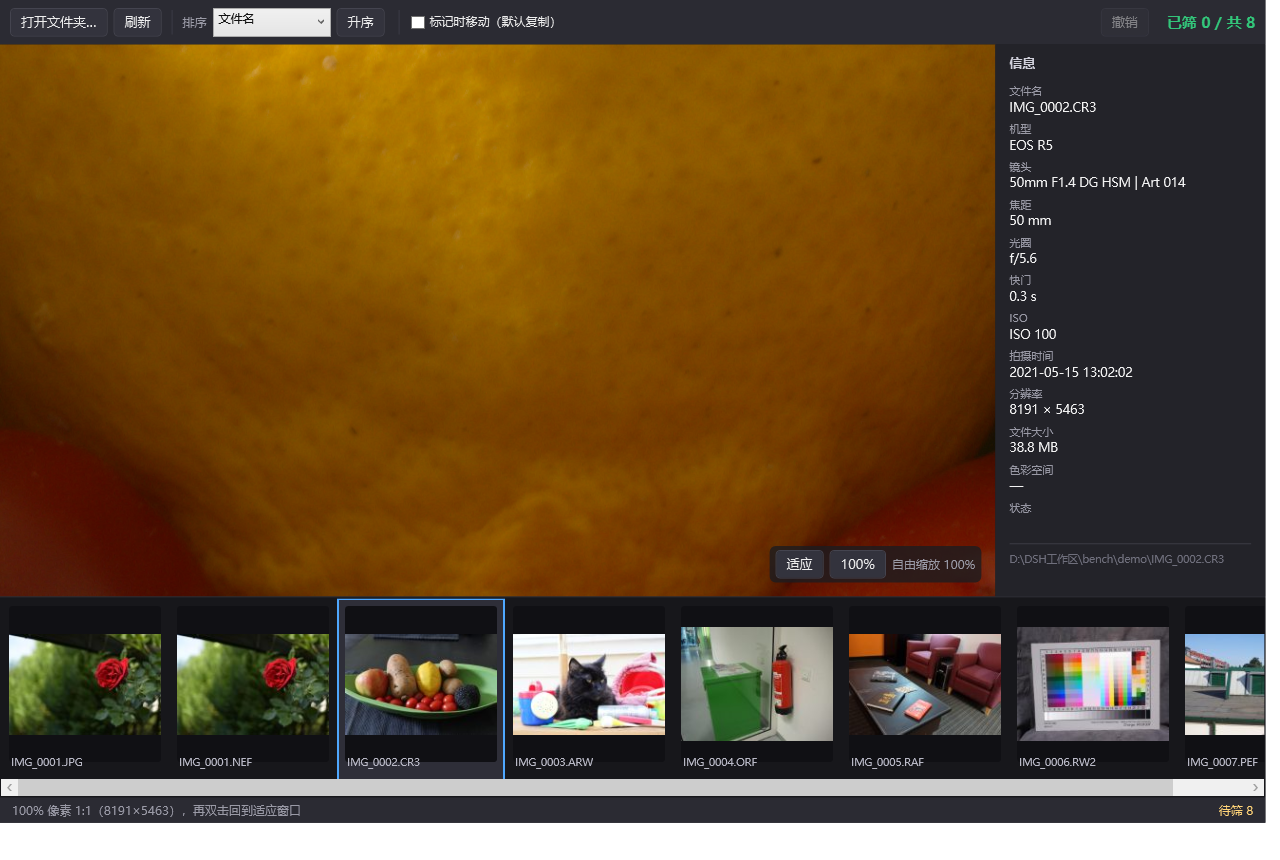 打开文件夹... 刷新 排序 文件名 升序 标记时移动（默认复制） 撤销 已筛 0 / 共 8
信息
文件名
IMG_0002.CR3
机型
EOS R5
镜头
50mm F1.4 DG HSM | Art 014
焦距
50 mm
光圈
f/5.6
快门
0.3 s
ISO
ISO 100
拍摄时间
2021-05-15 13:02:02
分辨率
8191 × 5463
文件大小
38.8 MB
色彩空间
—
状态
D:\DSH工作区\bench\demo\IMG_0002.CR3
适应 100% 自由缩放 100%
IMG_0001.JPG IMG_0001.NEF IMG_0002.CR3 IMG_0003.ARW IMG_0004.ORF IMG_0005.RAF IMG_0006.RW2 IMG_0007.PEF
100% 像素 1:1（8191×5463），再双击回到适应窗口 待筛 8